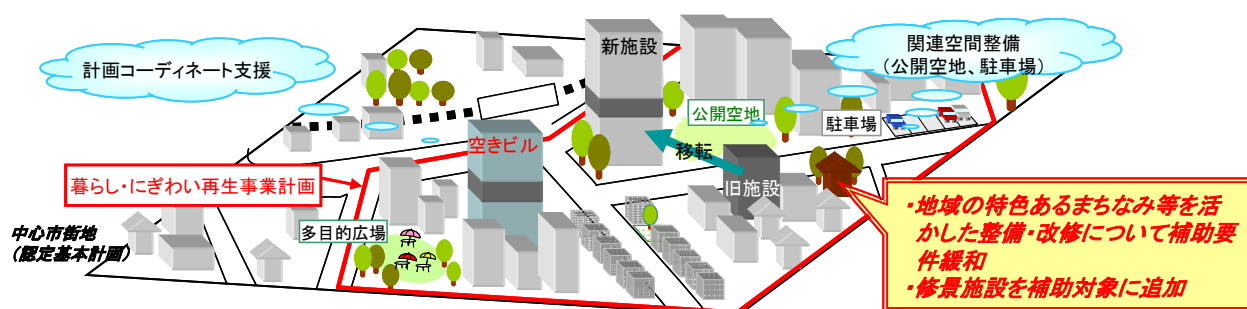 新施設
関連空間整備
(公開空地、駐車場)
計画コーディネート支援
公開空地
駐車場
空きビル
移転
旧施設
暮らし・にぎわい再生事業計画
・地域の特色あるまちなみ等を活
かした整備・改修について補助要
件緩和
・修景施設を補助対象に追加
多目的広場
中心市街地
(認定基本計画)